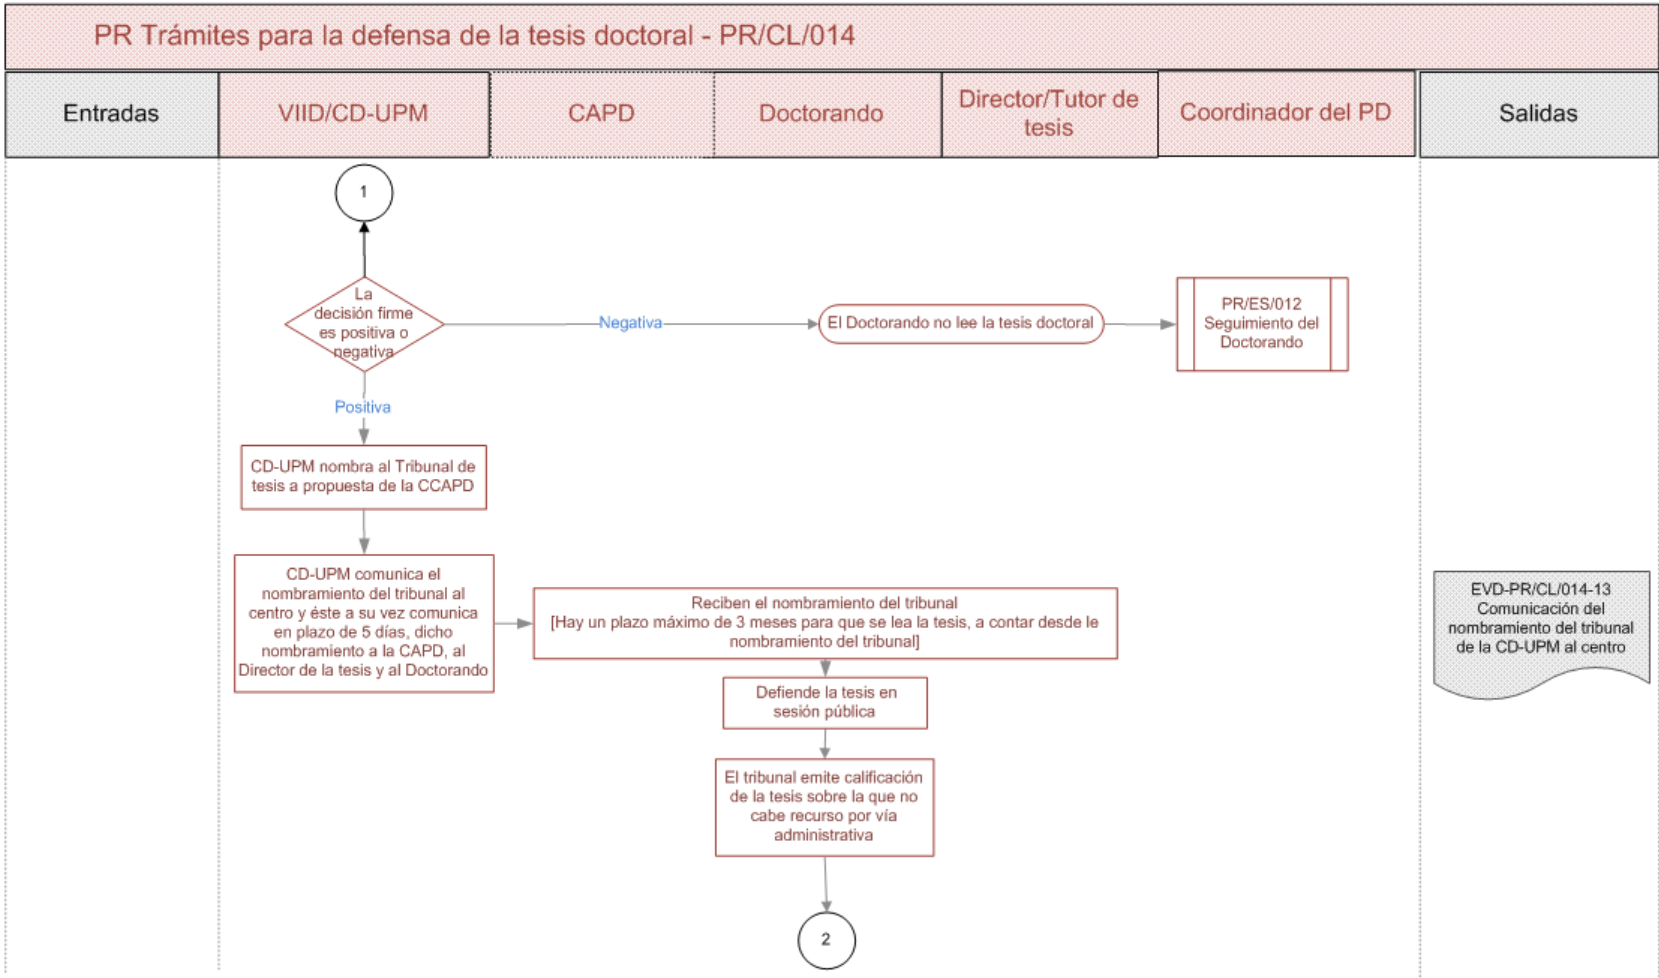 PR Trámites para la defensa de la tesis doctoral - PR/CL/014
Entradas
VIID/CD-UPM
CAPD
Doctorando
Director/Tutor de
tesis
Coordinador del PD
Salidas
1
La
decisión firme
es positiva o
negativa
Negativa
El Doctorando no lee la tesis doctoral
PR/ES/012
Seguimiento del
Doctorando
Positiva
CD-UPM nombra al Tribunal de
tesis a propuesta de la CCAPD
CD-UPM comunica el
nombramiento del tribunal al
centro y éste a su vez comunica
en plazo de 5 días, dicho
nombramiento a la CAPD, al
Director de la tesis y al Doctorando
Reciben el nombramiento del tribunal
[Hay un plazo máximo de 3 meses para que se lea la tesis, a contar desde le
nombramiento del tribunal]
EVD-PR/CL/014-13
Comunicación del
nombramiento del tribunal
de la CD-UPM al centro
Defiende la tesis en
sesión pública
El tribunal emite calificación
de la tesis sobre la que no
cabe recurso por vía
administrativa
2